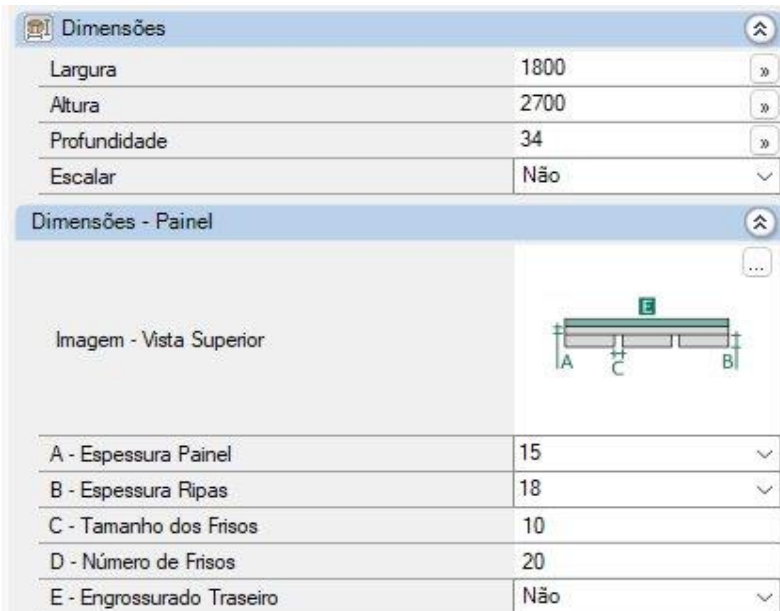 Dimensões
Largura 1800 »
Altura 2700 »
Profundidade 34 »
Escalar Não
Dimensões - Painel
...
Imagem - Vista Superior
E
A C B
A - Espessura Painel 15
B - Espessura Ripas 18
C - Tamanho dos Frisos 10
D - Número de Frisos 20
E - Engrossurado Traseiro Não